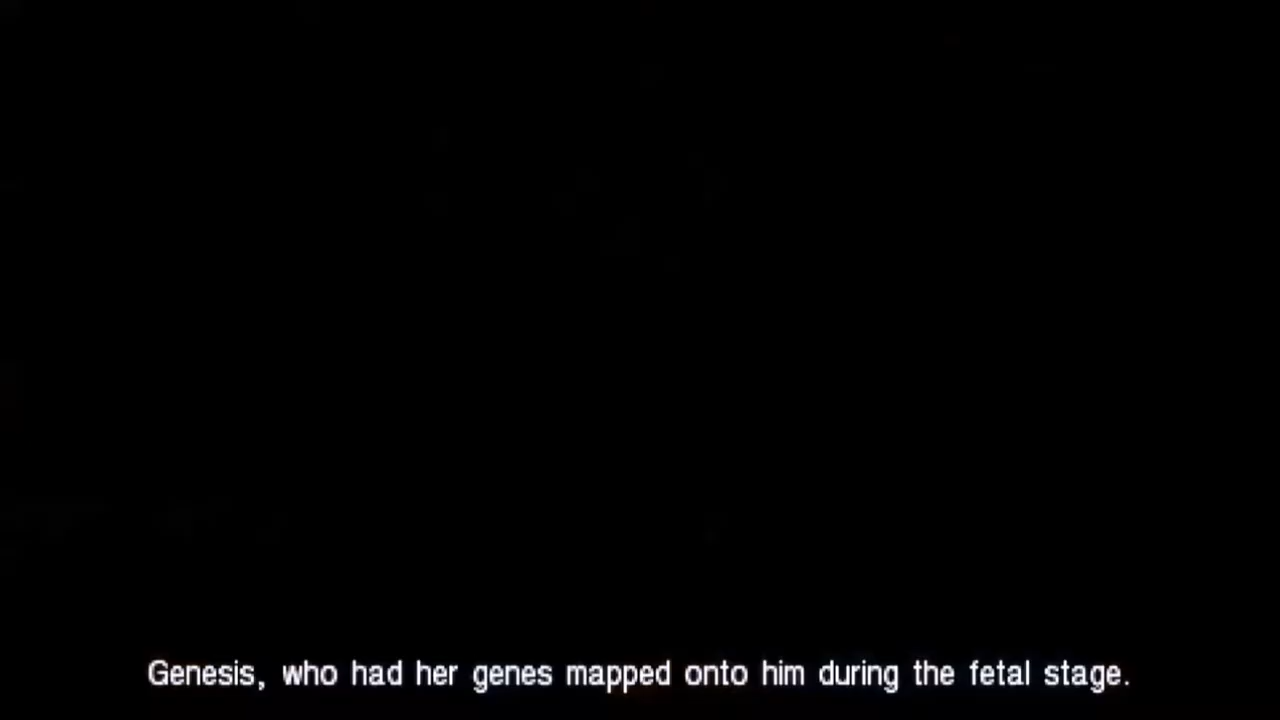 Genesis, who had her genes mapped onto him during the fetal stage.